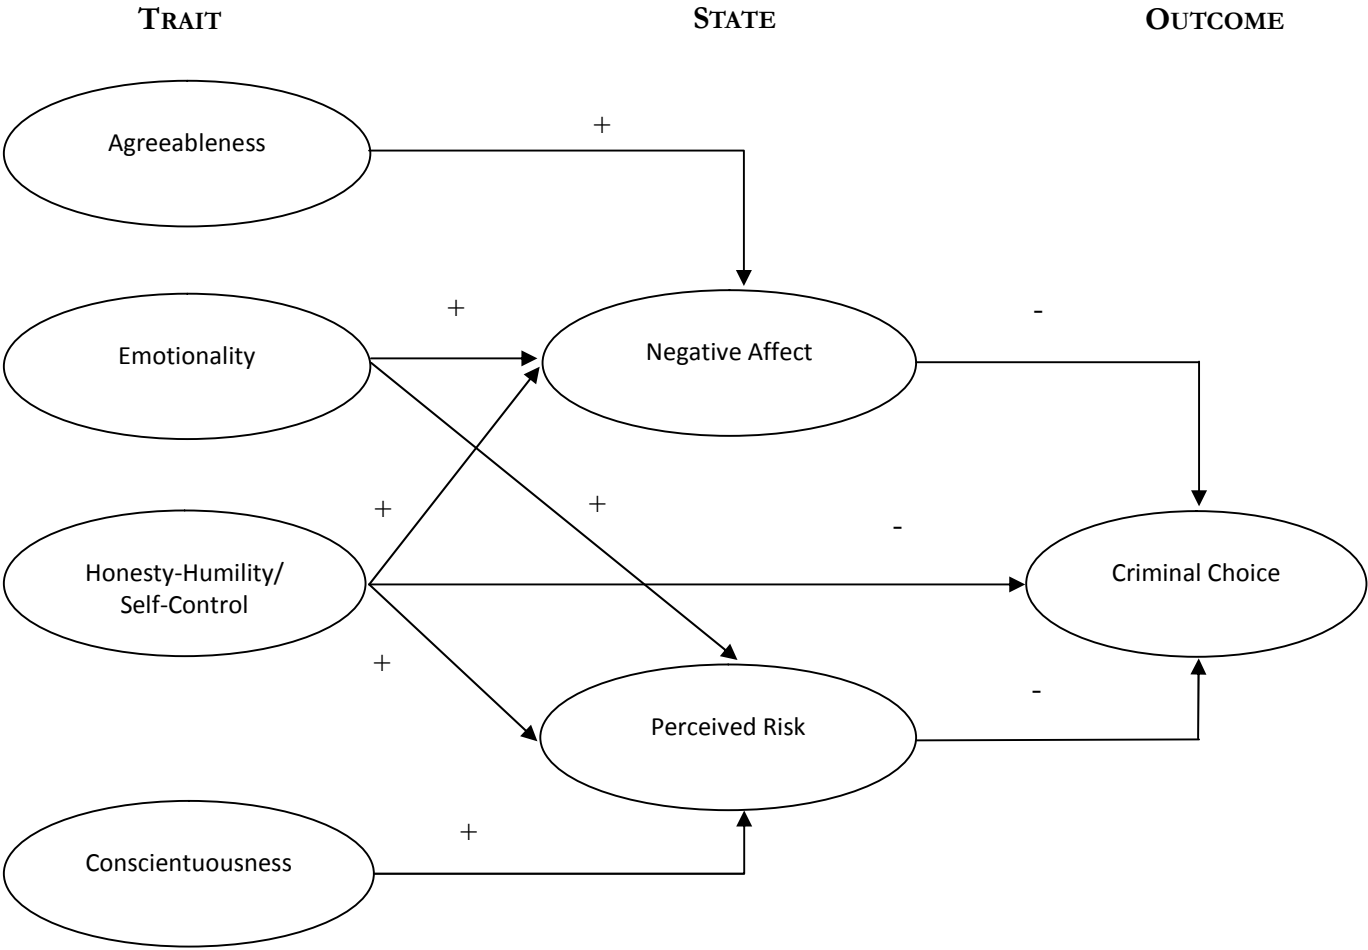 TRAIT
STATE
OUTCOME
Agreeableness
+
Emotionality
+
Negative Affect
-
+
+
-
Honesty-Humility/
Self-Control
Criminal Choice
+
-
Perceived Risk
+
Conscientuousness